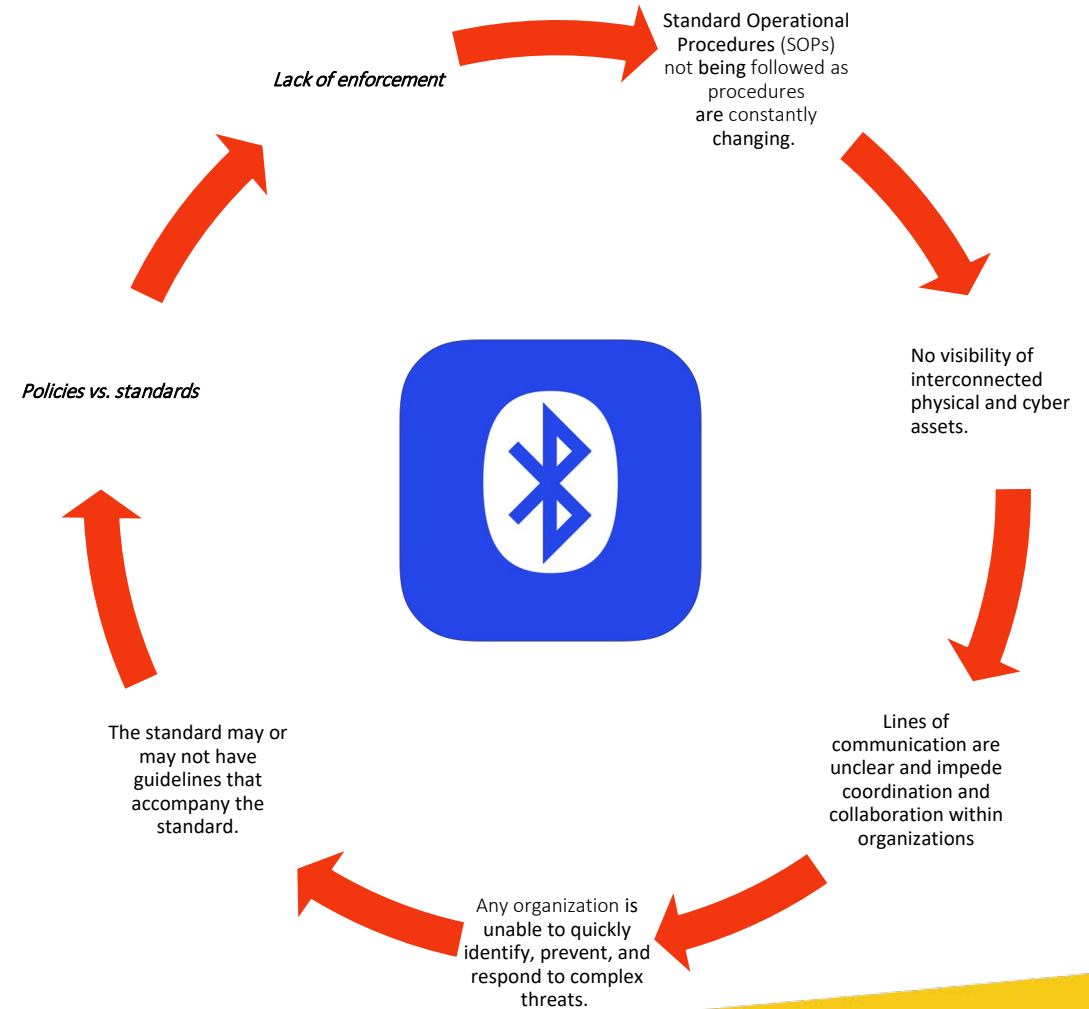 Standard Operational
Procedures (SOPs)
not being followed as
procedures
are constantly
changing.
No visibility of
interconnected
physical and cyber
assets.
Lines of
communication are
unclear and impede
coordination and
collaboration within
organizations
Any organization is
unable to quickly
identify, prevent, and
respond to complex
threats.
The standard may or
may not have
guidelines that
accompany the
standard.
Policies vs. standards
Lack of enforcement